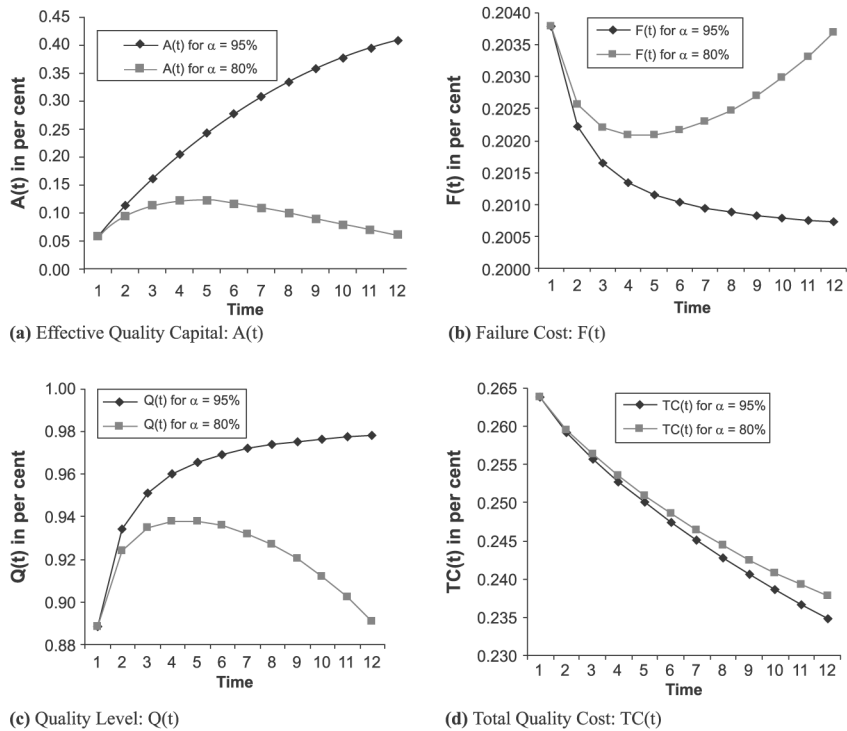 0.45
0.40
0.35
0.30
0.25
0.20
0.15
0.10
0.05
0.00
A(t) in per cent
A(t) for α = 95%
A(t) for α = 80%
1 2 3 4 5 6 7 8 9 10 11 12
Time
(a) Effective Quality Capital: A(t)
0.2040
0.2035
0.2030
0.2025
0.2020
0.2015
0.2010
0.2005
0.2000
F(t) in per cent
F(t) for α = 95%
F(t) for α = 80%
1 2 3 4 5 6 7 8 9 10 11 12
Time
(b) Failure Cost: F(t)
1.00
0.98
0.96
0.94
0.92
0.90
0.88
Q(t) in per cent
Q(t) for α = 95%
Q(t) for α = 80%
1 2 3 4 5 6 7 8 9 10 11 12
Time
(c) Quality Level: Q(t)
0.265
0.260
0.255
0.250
0.245
0.240
0.235
0.230
TC(t) in per cent
TC(t) for α = 95%
TC(t) for α = 80%
1 2 3 4 5 6 7 8 9 10 11 12
Time
(d) Total Quality Cost: TC(t)